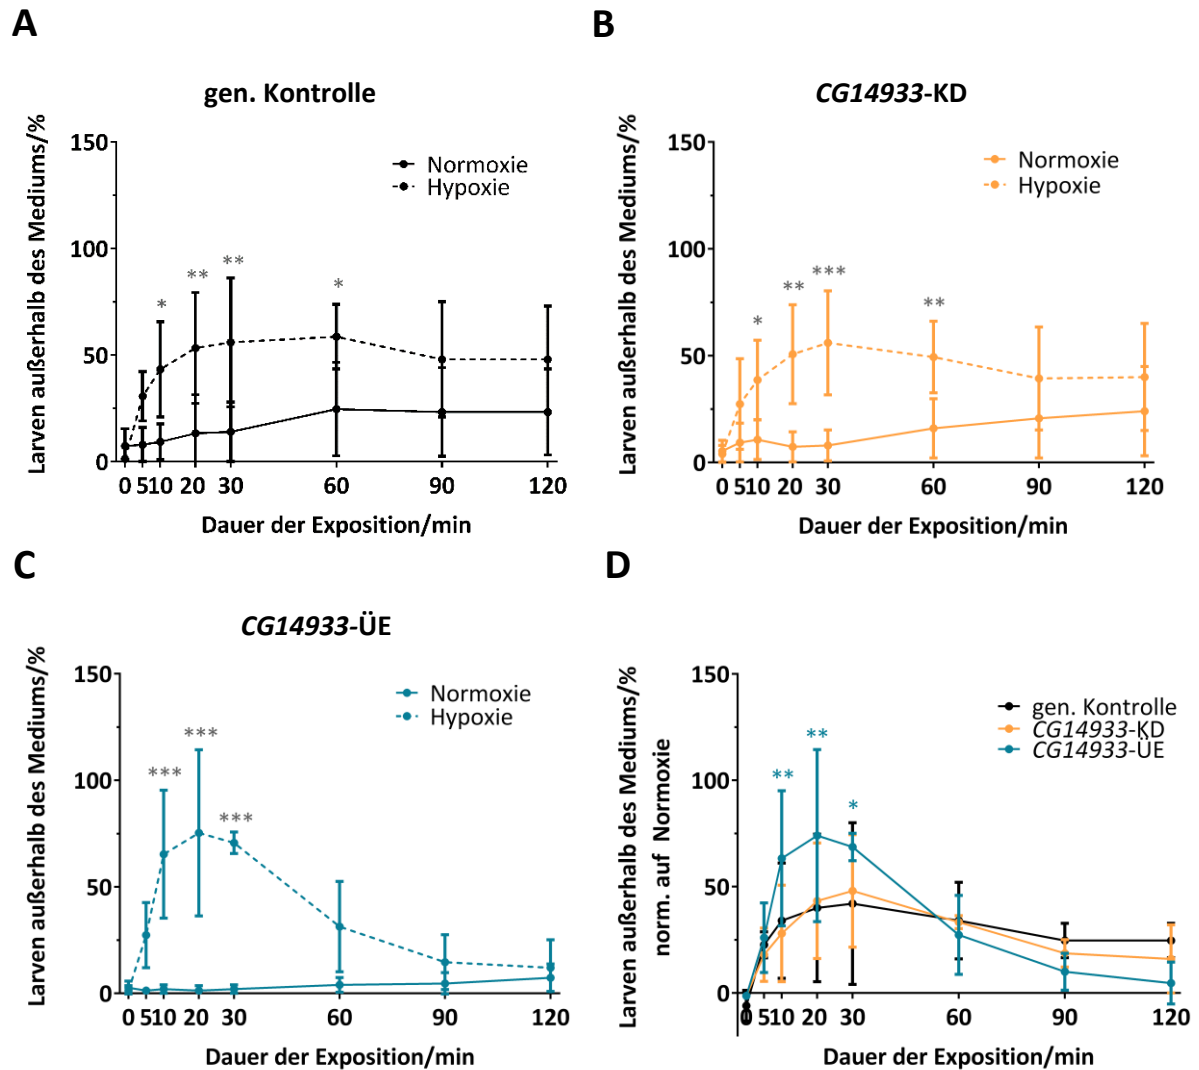 A
gen. Kontrolle
Larven außerhalb des Mediums/%
150
100
50
0
Normoxie
Hypoxie
*
**
**
*
0 5 10 20 30 60 90 120
Dauer der Exposition/min
B
CG14933-KD
Larven außerhalb des Mediums/%
150
100
50
0
Normoxie
Hypoxie
*
**
***
**
0 5 10 20 30 60 90 120
Dauer der Exposition/min
C
CG14933-ÜE
Larven außerhalb des Mediums/%
150
100
50
0
Normoxie
Hypoxie
***
***
***
0 5 10 20 30 60 90 120
Dauer der Exposition/min
D
Larven außerhalb des Mediums/%
norm. auf Normoxie
150
100
50
0
gen. Kontrolle
CG14933-KD
CG14933-ÜE
**
**
*
0 5 10 20 30 60 90 120
Dauer der Exposition/min